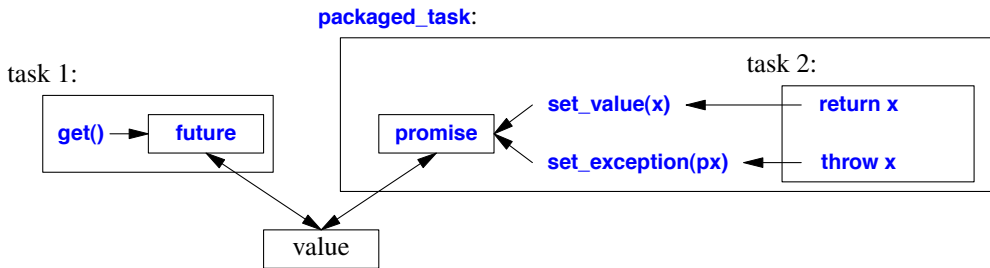 packaged_task:
task 1:
task 2:
get()
future
promise
set_value(x)
return x
set_exception(px)
throw x
value